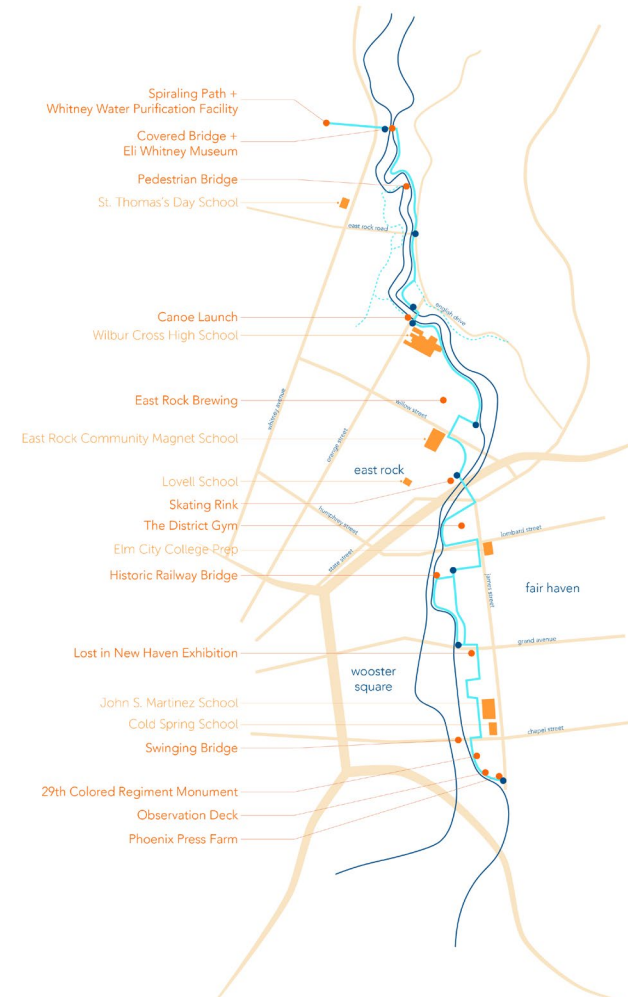 Spiraling Path +
Whitney Water Purification Facility
Covered Bridge +
Eli Whitney Museum
Pedestrian Bridge
St. Thomas's Day School
east rock road
Canoe Launch
english drive
Wilbur Cross High School
whitney avenue
East Rock Brewing
willow street
orange street
East Rock Community Magnet School
east rock
Lovell School
Skating Rink
humphrey street
The District Gym
lombard street
Elm City College Prep
state street
Historic Railway Bridge
james street
fair haven
grand avenue
Lost in New Haven Exhibition
wooster
square
John S. Martinez School
Cold Spring School
chapel street
Swinging Bridge
29th Colored Regiment Monument
Observation Deck
Phoenix Press Farm